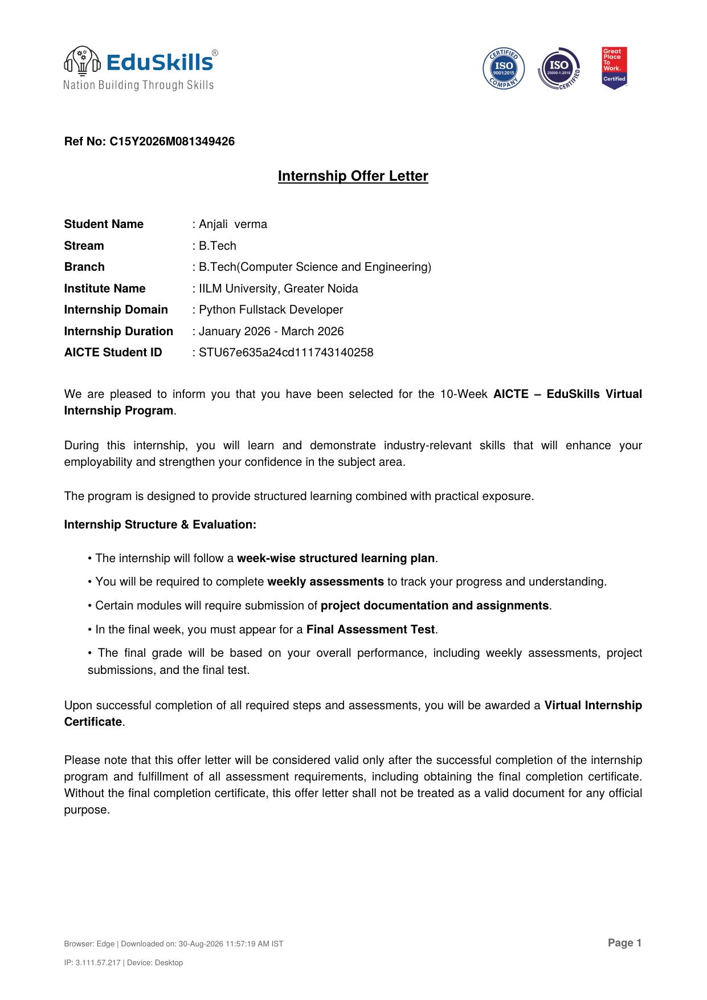 EduSkills®
Nation Building Through Skills
CERTIFIED
ISO
9001:2015
COMPANY
ISO
20000-1:2018
CERTIFIED
Great
Place
To
Work.
Certified
Ref No: C15Y2026M081349426
Internship Offer Letter
Student Name : Anjali  verma
Stream : B.Tech
Branch : B.Tech(Computer Science and Engineering)
Institute Name : IILM University, Greater Noida
Internship Domain : Python Fullstack Developer
Internship Duration : January 2026 - March 2026
AICTE Student ID : STU67e635a24cd111743140258
We are pleased to inform you that you have been selected for the 10-Week AICTE – EduSkills Virtual
Internship Program.
During this internship, you will learn and demonstrate industry-relevant skills that will enhance your
employability and strengthen your confidence in the subject area.
The program is designed to provide structured learning combined with practical exposure.
Internship Structure & Evaluation:
• The internship will follow a week-wise structured learning plan.
• You will be required to complete weekly assessments to track your progress and understanding.
• Certain modules will require submission of project documentation and assignments.
• In the final week, you must appear for a Final Assessment Test.
• The final grade will be based on your overall performance, including weekly assessments, project
submissions, and the final test.
Upon successful completion of all required steps and assessments, you will be awarded a Virtual Internship
Certificate.
Please note that this offer letter will be considered valid only after the successful completion of the internship
program and fulfillment of all assessment requirements, including obtaining the final completion certificate.
Without the final completion certificate, this offer letter shall not be treated as a valid document for any official
purpose.
Browser: Edge | Downloaded on: 30-Aug-2026 11:57:19 AM IST
Page 1
IP: 3.111.57.217 | Device: Desktop